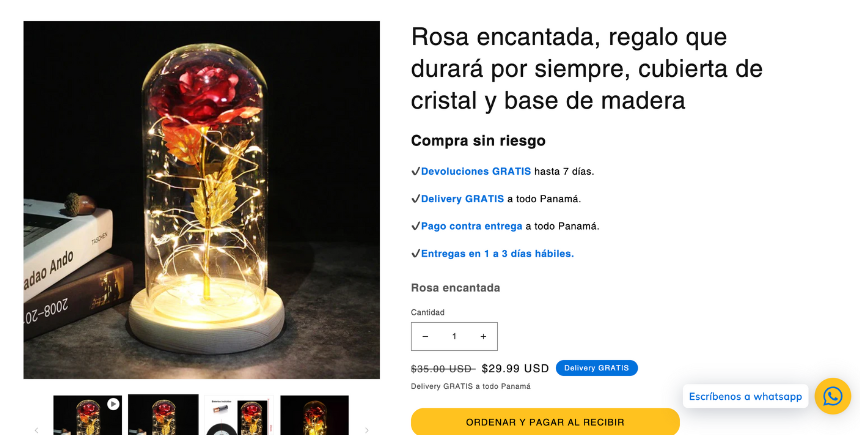 Rosa encantada, regalo que
durará por siempre, cubierta de
cristal y base de madera
Compra sin riesgo
✓Devoluciones GRATIS hasta 7 días.
✓Delivery GRATIS a todo Panamá.
✓Pago contra entrega a todo Panamá.
✓Entregas en 1 a 3 días hábiles.
Rosa encantada
Cantidad
− 1 +
$35.00 USD $29.99 USD Delivery GRATIS
Delivery GRATIS a todo Panamá
ORDENAR Y PAGAR AL RECIBIR
Escríbenos a whatsapp
TASCHEN
adao Ando
2008-20